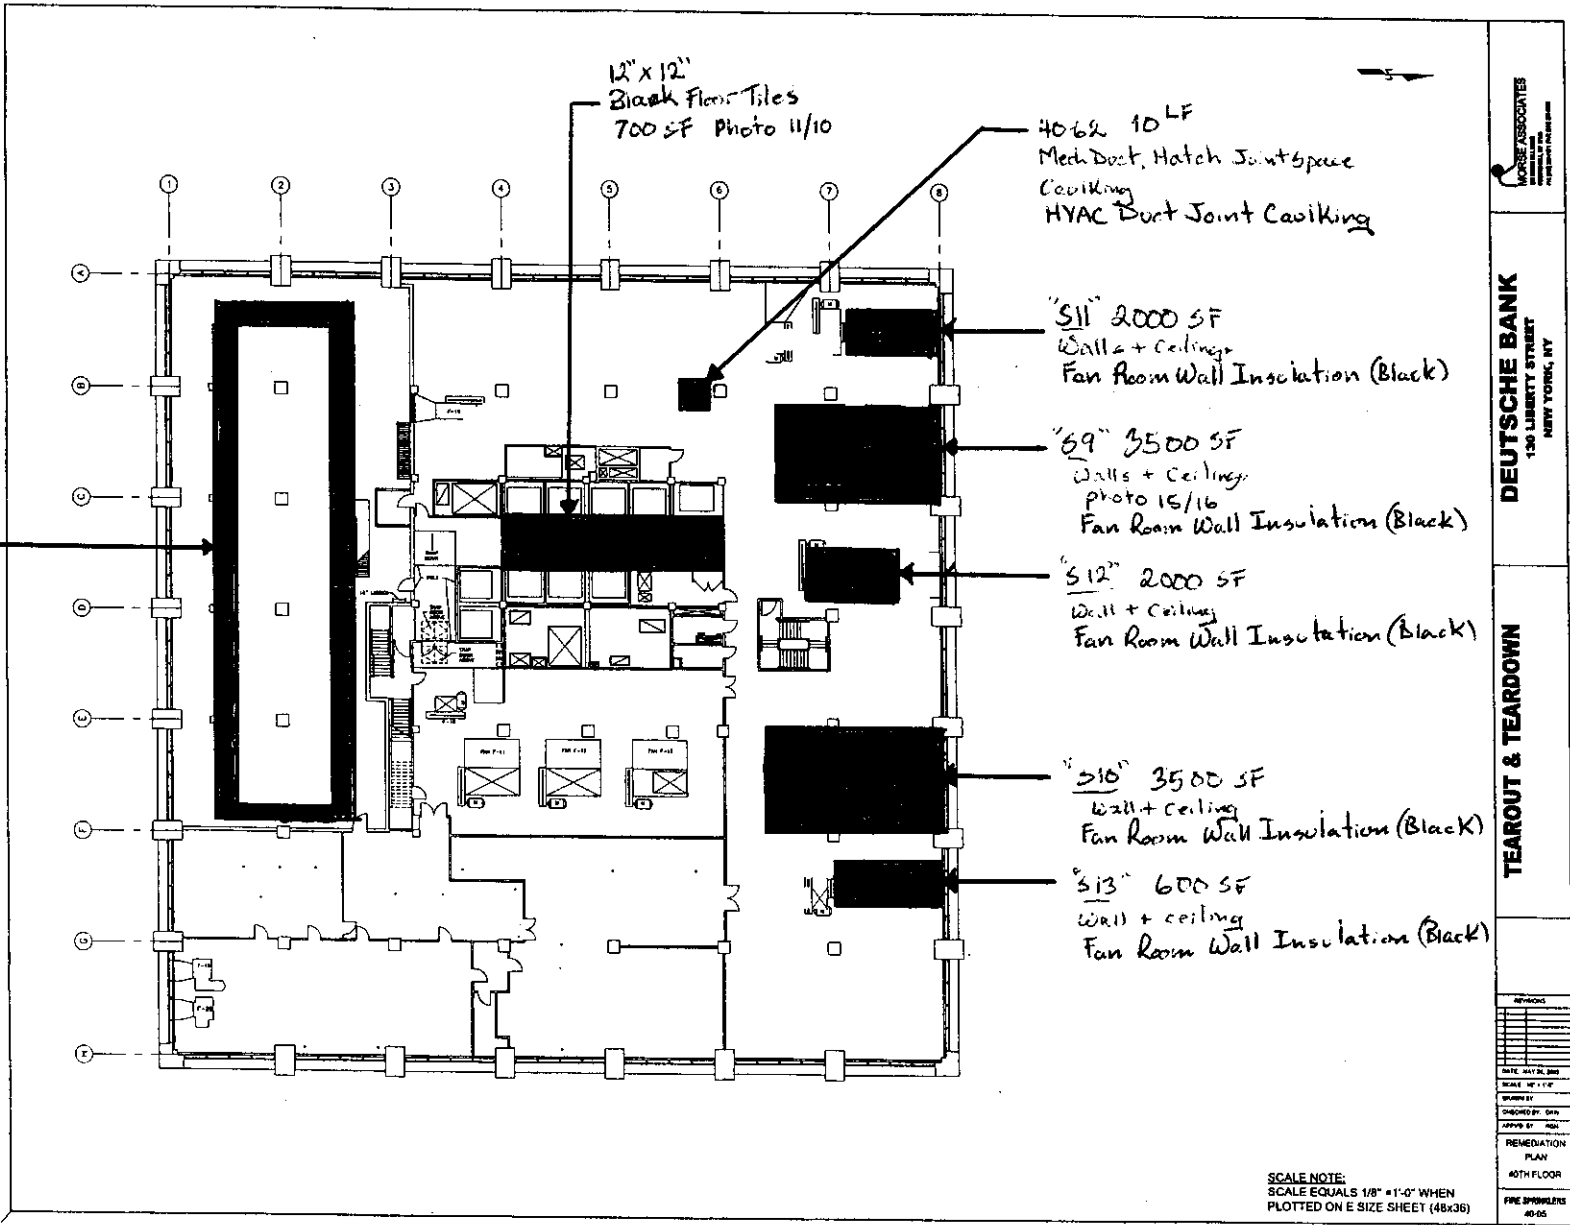 12" x 12"
Blank Floor Tiles
700 SF Photo 11/10
4062 10 LF
Mech Duct, Hatch Joint Space
Caulking
HVAC Duct Joint Caulking
1
2
3
4
5
6
7
8
A
B
C
D
E
F
G
H
"S11" 2000 SF
Walls + Ceilings
Fan Room Wall Insulation (Black)
"S9" 3500 SF
Walls + Ceilings
photo 15/16
Fan Room Wall Insulation (Black)
"S12" 2000 SF
Wall + Ceiling
Fan Room Wall Insulation (Black)
"S10" 3500 SF
Wall + Ceiling
Fan Room Wall Insulation (Black)
"S13" 600 SF
Wall + ceiling
Fan Room Wall Insulation (Black)
MORSE ASSOCIATES
DEUTSCHE BANK
130 LIBERTY STREET
NEW YORK, NY
TEAROUT & TEARDOWN
REVISIONS
REMEDIATION
PLAN
40TH FLOOR
FIRE SPRINKLERS
40-05
SCALE NOTE:
SCALE EQUALS 1/8" = 1'-0" WHEN
PLOTTED ON E SIZE SHEET (48x36)